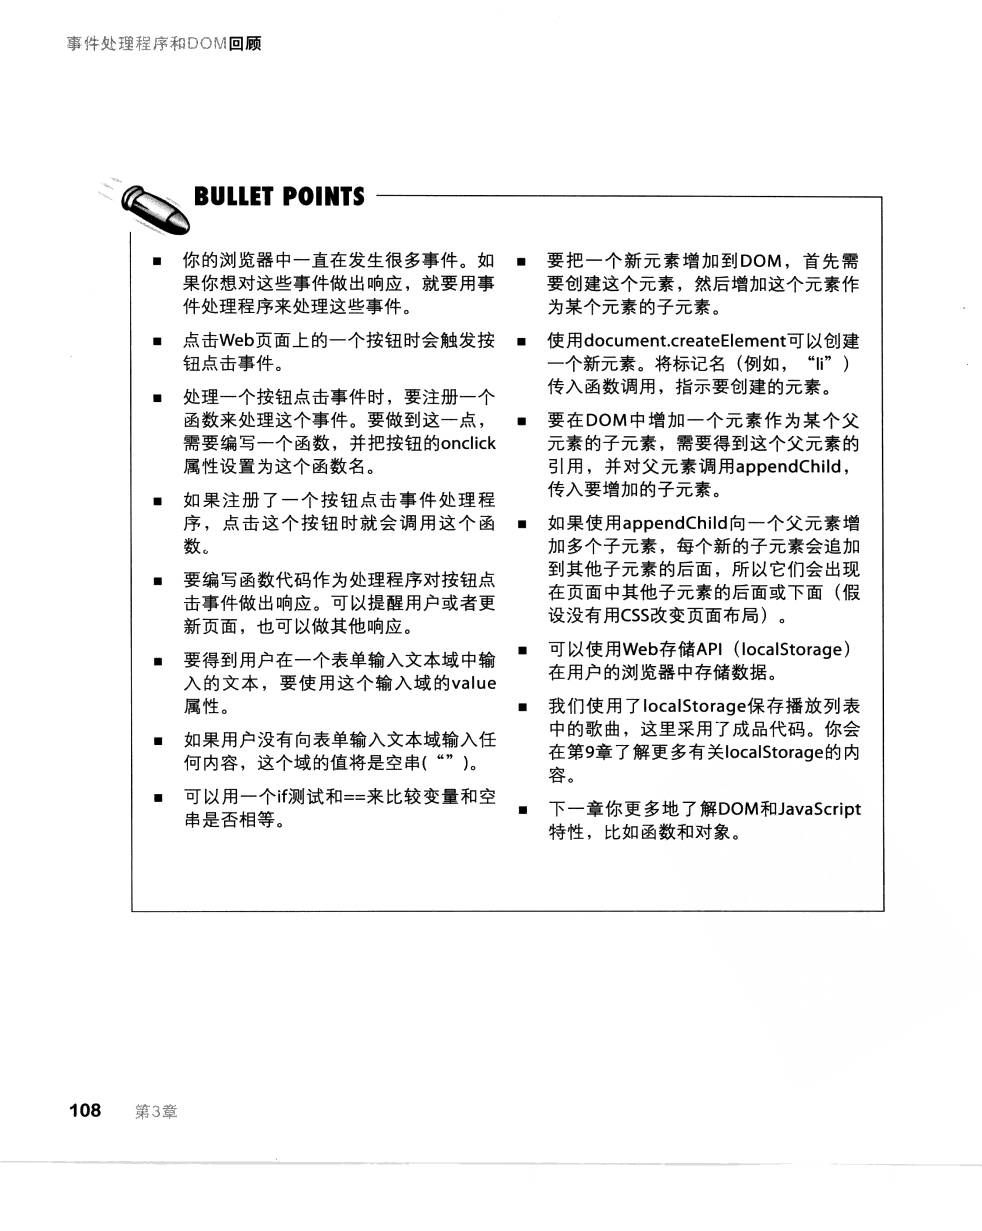 事件处理程序和DOM回顾
BULLET POINTS
■ 你的浏览器中一直在发生很多事件。如
果你想对这些事件做出响应，就要用事
件处理程序来处理这些事件。
■ 点击Web页面上的一个按钮时会触发按
钮点击事件。
■ 处理一个按钮点击事件时，要注册一个
函数来处理这个事件。要做到这一点，
需要编写一个函数，并把按钮的onclick
属性设置为这个函数名。
■ 如果注册了一个按钮点击事件处理程
序，点击这个按钮时就会调用这个函
数。
■ 要编写函数代码作为处理程序对按钮点
击事件做出响应。可以提醒用户或者更
新页面，也可以做其他响应。
■ 要得到用户在一个表单输入文本域中输
入的文本，要使用这个输入域的value
属性。
■ 如果用户没有向表单输入文本域输入任
何内容，这个域的值将是空串(“”)。
■ 可以用一个if测试和==来比较变量和空
串是否相等。
■ 要把一个新元素增加到DOM，首先需
要创建这个元素，然后增加这个元素作
为某个元素的子元素。
■ 使用document.createElement可以创建
一个新元素。将标记名（例如，“li”）
传入函数调用，指示要创建的元素。
■ 要在DOM中增加一个元素作为某个父
元素的子元素，需要得到这个父元素的
引用，并对父元素调用appendChild，
传入要增加的子元素。
■ 如果使用appendChild向一个父元素增
加多个子元素，每个新的子元素会追加
到其他子元素的后面，所以它们会出现
在页面中其他子元素的后面或下面（假
设没有用CSS改变页面布局）。
■ 可以使用Web存储API（localStorage）
在用户的浏览器中存储数据。
■ 我们使用了localStorage保存播放列表
中的歌曲，这里采用了成品代码。你会
在第9章了解更多有关localStorage的内
容。
■ 下一章你更多地了解DOM和JavaScript
特性，比如函数和对象。
108 第3章